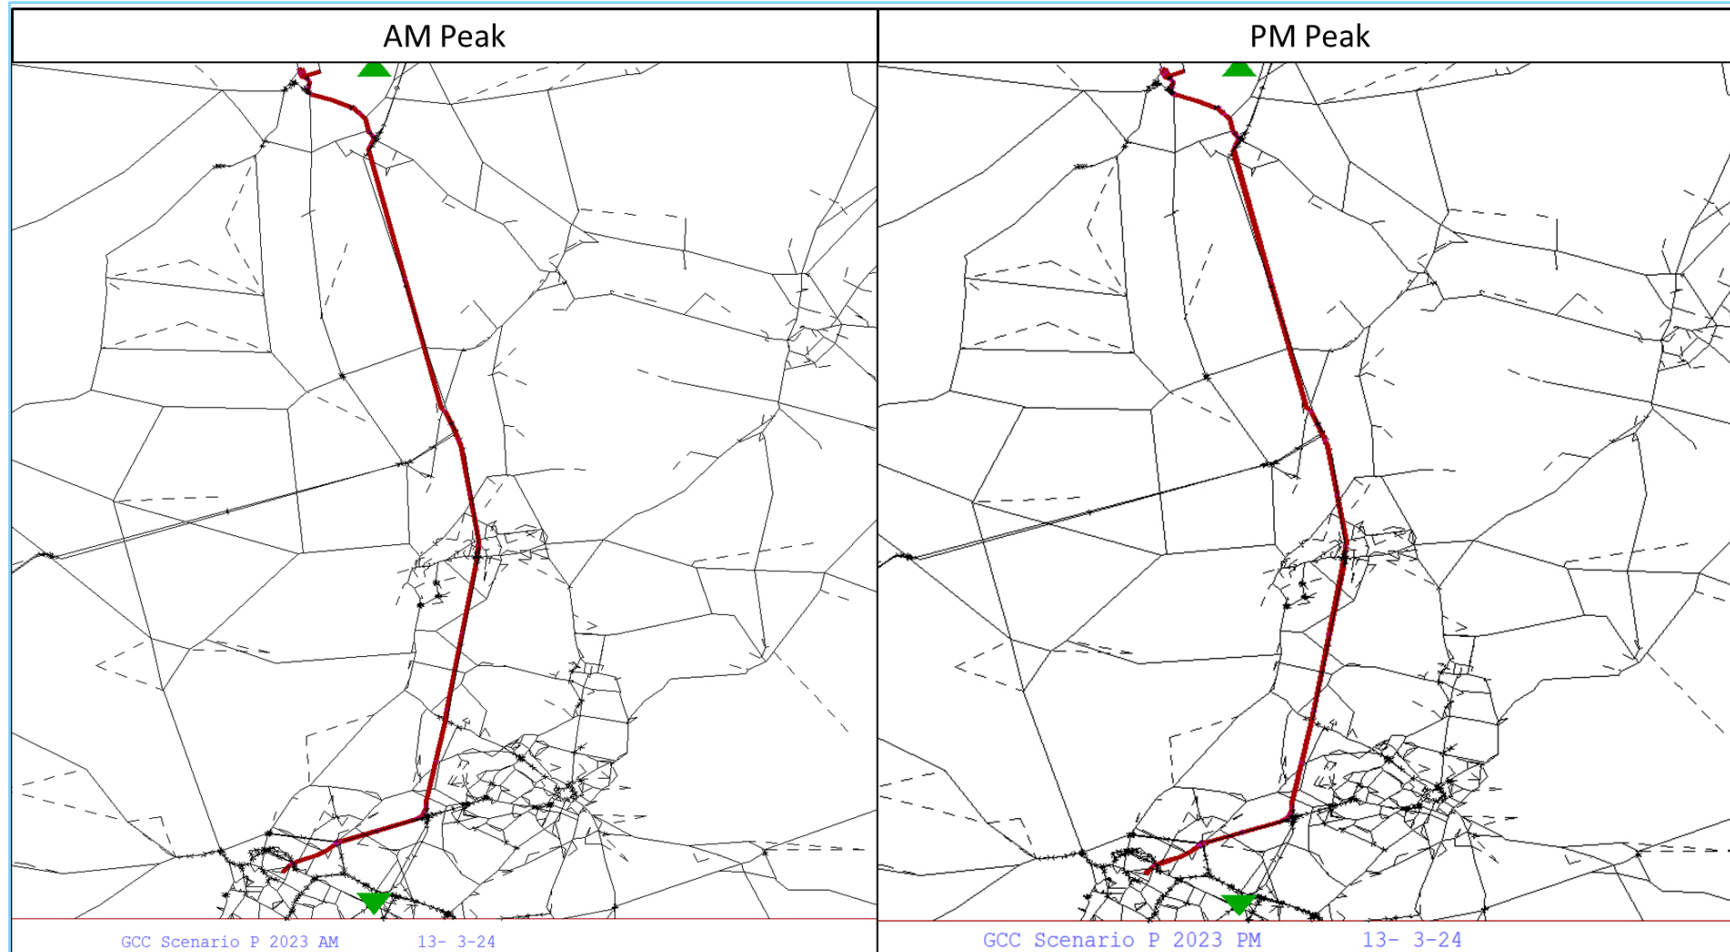 AM Peak
PM Peak
GCC Scenario P 2023 AM 13- 3-24
GCC Scenario P 2023 PM 13- 3-24